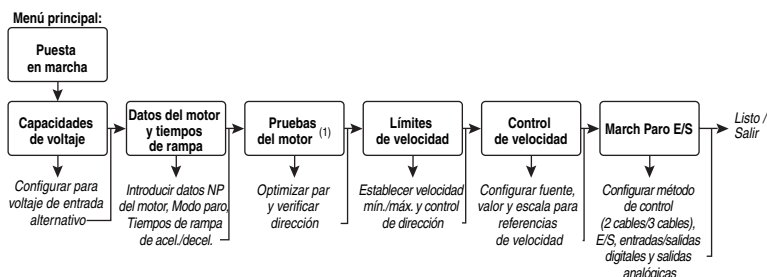 Menú principal:
Puesta
en marcha
Capacidades
de voltaje
Configurar para
voltaje de entrada
alternativo
Datos del motor
y tiempos
de rampa
Introducir datos NP
del motor, Modo paro,
Tiempos de rampa
de acel./decel.
Pruebas
del motor (1)
Optimizar par
y verificar
dirección
Límites
de velocidad
Establecer velocidad
mín./máx. y control
de dirección
Control
de velocidad
Configurar fuente,
valor y escala para
referencias
de velocidad
March Paro E/S
Configurar método
de control
(2 cables/3 cables),
E/S, entradas/salidas
digitales y salidas
analógicas
Listo /
Salir